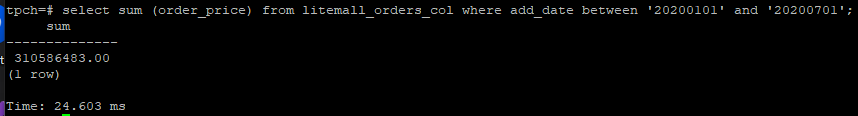 tpch=# select sum (order_price) from litemall_orders_col where add_date between '20200101' and '20200701';
sum
--------------
310586483.00
(1 row)
Time: 24.603 ms